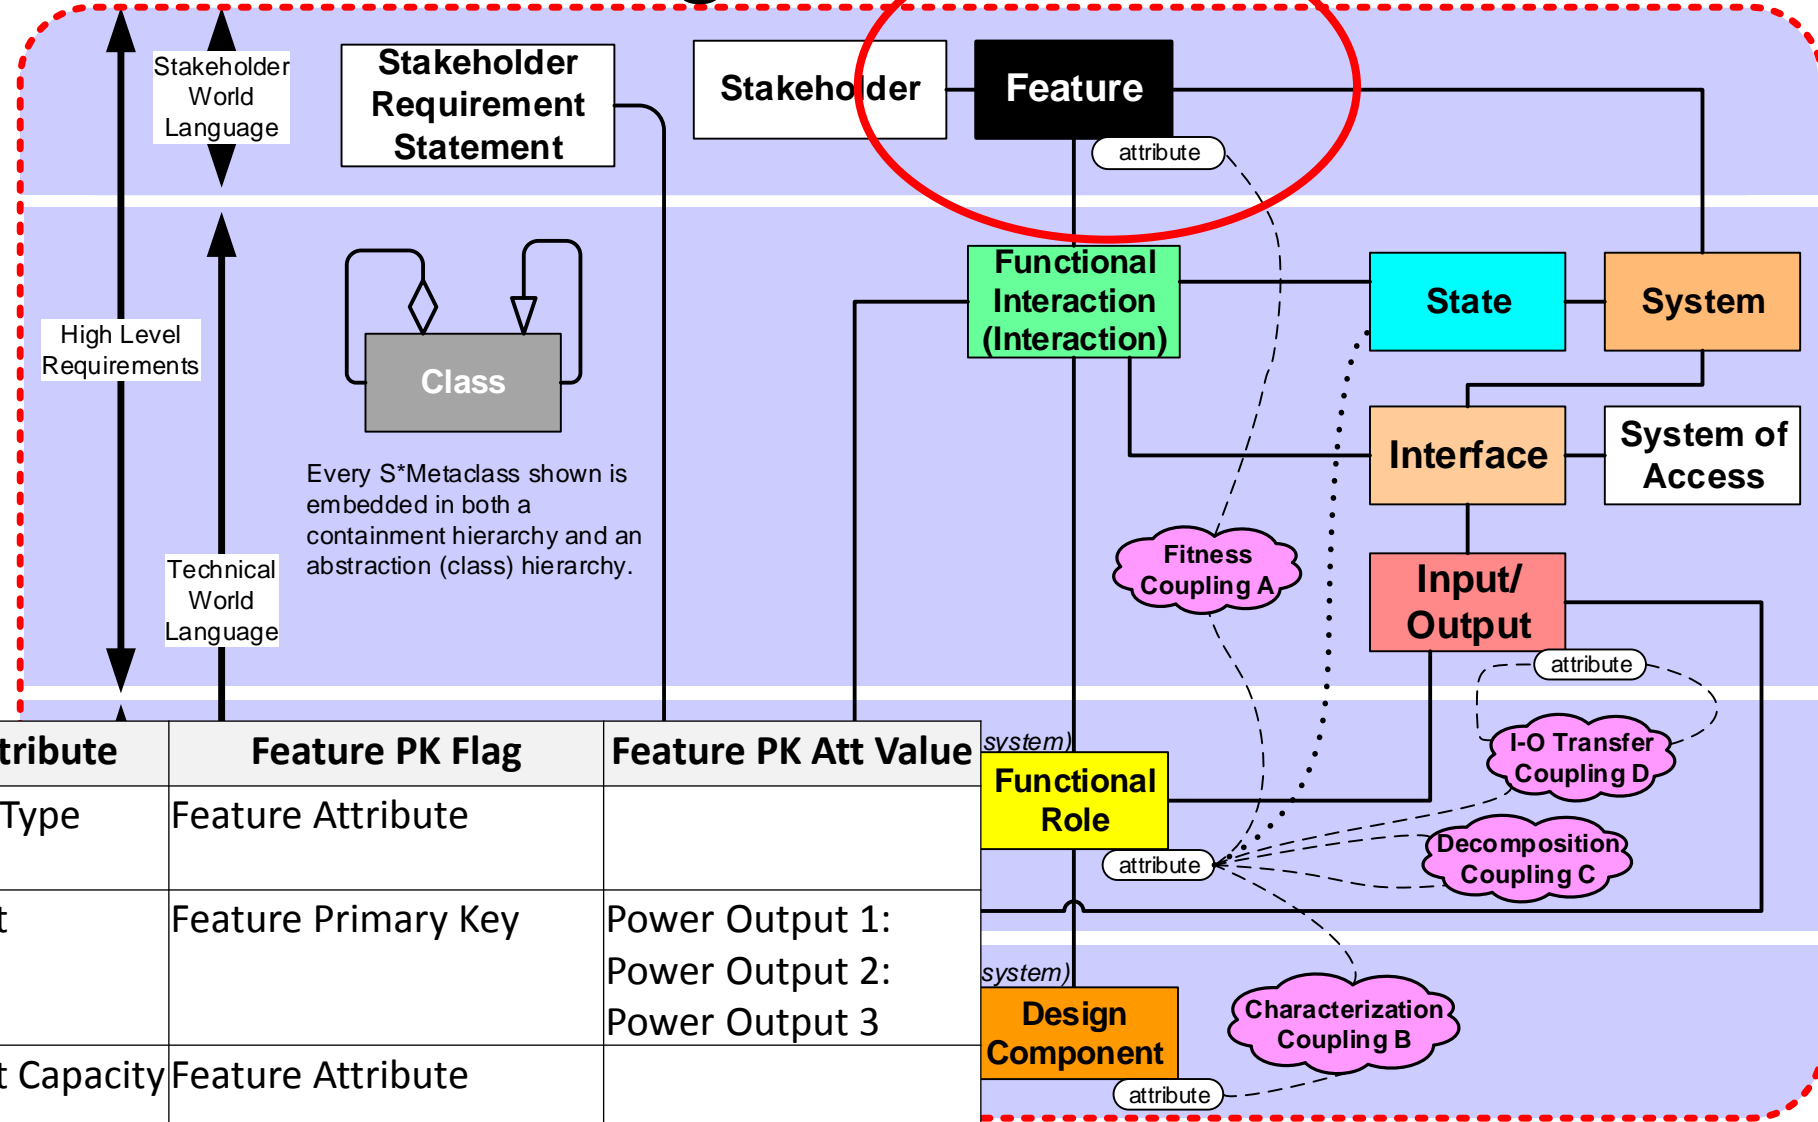 Stakeholder
World
Language
Stakeholder
Requirement
Statement
Stakeholder
Feature
attribute
High Level
Requirements
Class
Every S*Metaclass shown is
embedded in both a
containment hierarchy and an
abstraction (class) hierarchy.
Technical
World
Language
Functional
Interaction
(Interaction)
State
System
Interface
System of
Access
Fitness
Coupling A
Input/
Output
attribute
I-O Transfer
Coupling D
system)
Functional
Role
attribute
Decomposition
Coupling C
system)
Design
Component
attribute
Characterization
Coupling B
tribute Feature PK Flag Feature PK Att Value
Type Feature Attribute
t Feature Primary Key Power Output 1:
Power Output 2:
Power Output 3
t Capacity Feature Attribute